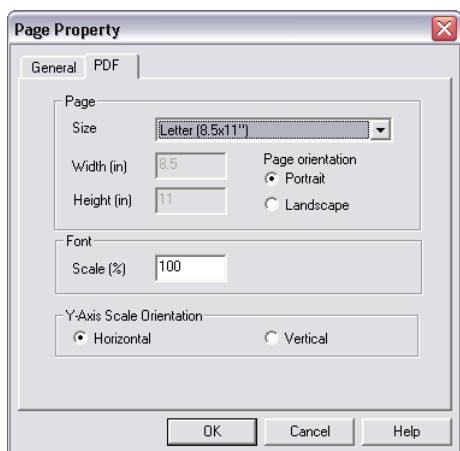 Page Property
General PDF
Page
Size Letter (8.5x11")
Width (in) 8.5 Page orientation
Portrait
Height (in) 11
Landscape
Font
Scale (%) 100
Y-Axis Scale Orientation
Horizontal Vertical
OK Cancel Help